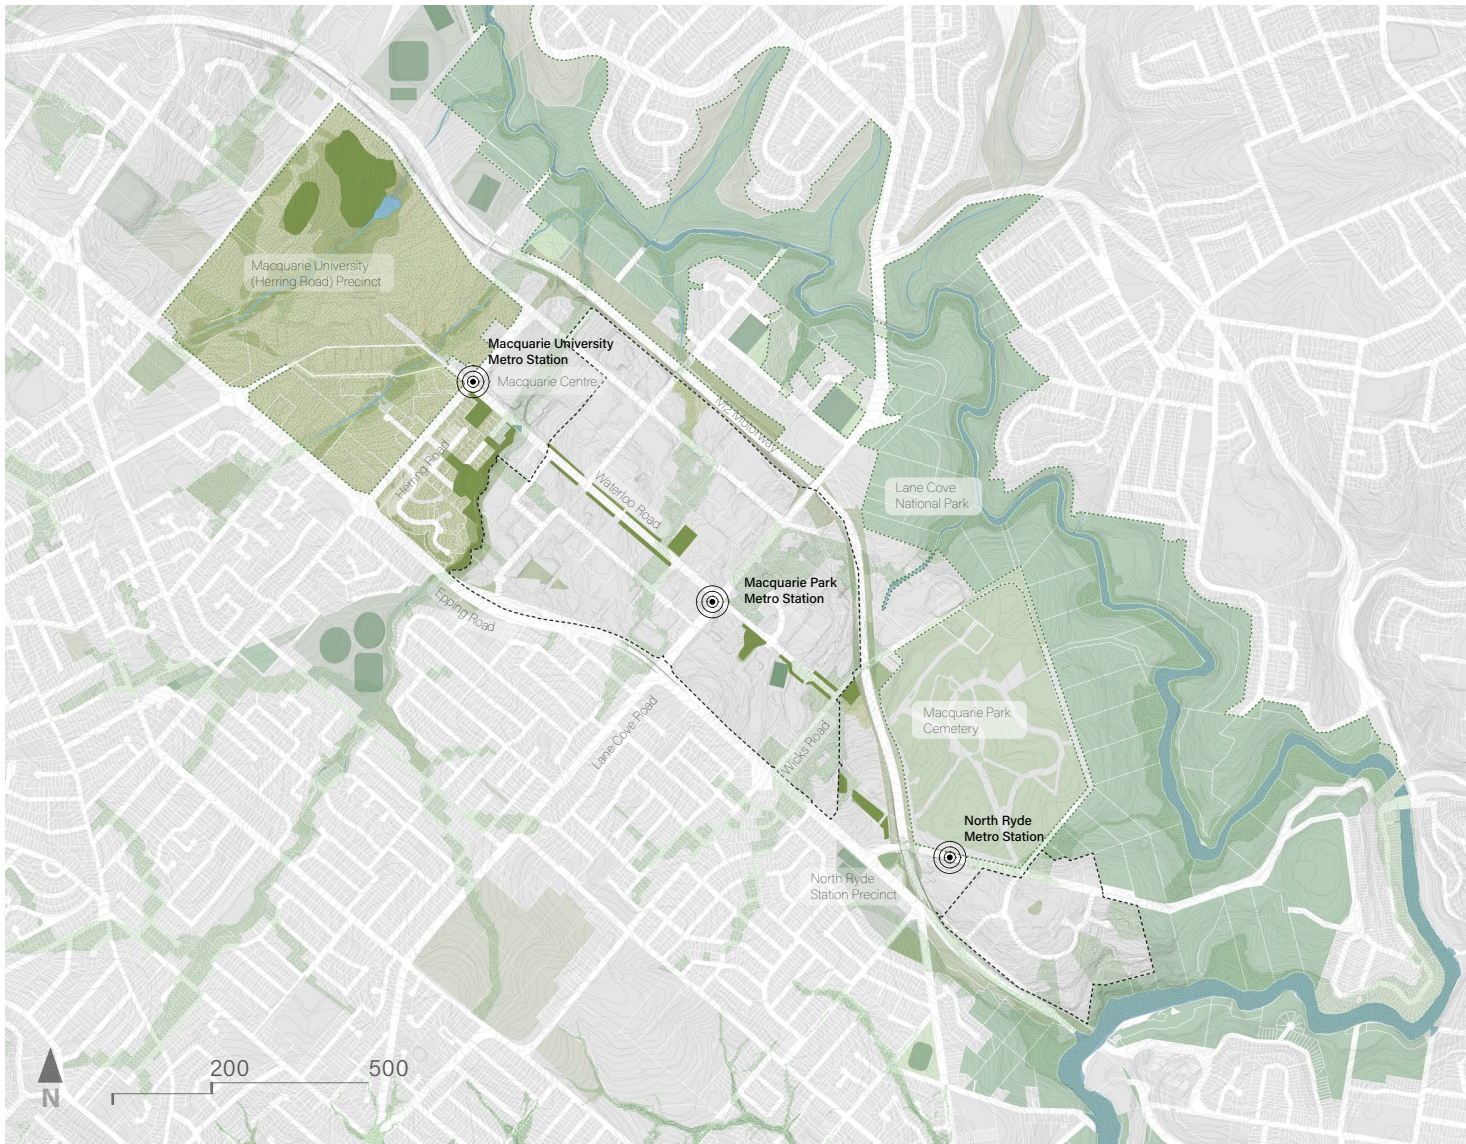 Macquarie University
(Herring Road) Precinct
Macquarie University
Metro Station
Macquarie Centre
M2 Motorway
Herring Road
Waterloo Road
Lane Cove
National Park
Macquarie Park
Metro Station
Epping Road
Lane Cove Road
Wicks Road
Macquarie Park
Cemetery
North Ryde
Metro Station
North Ryde
Station Precinct
200
500
N